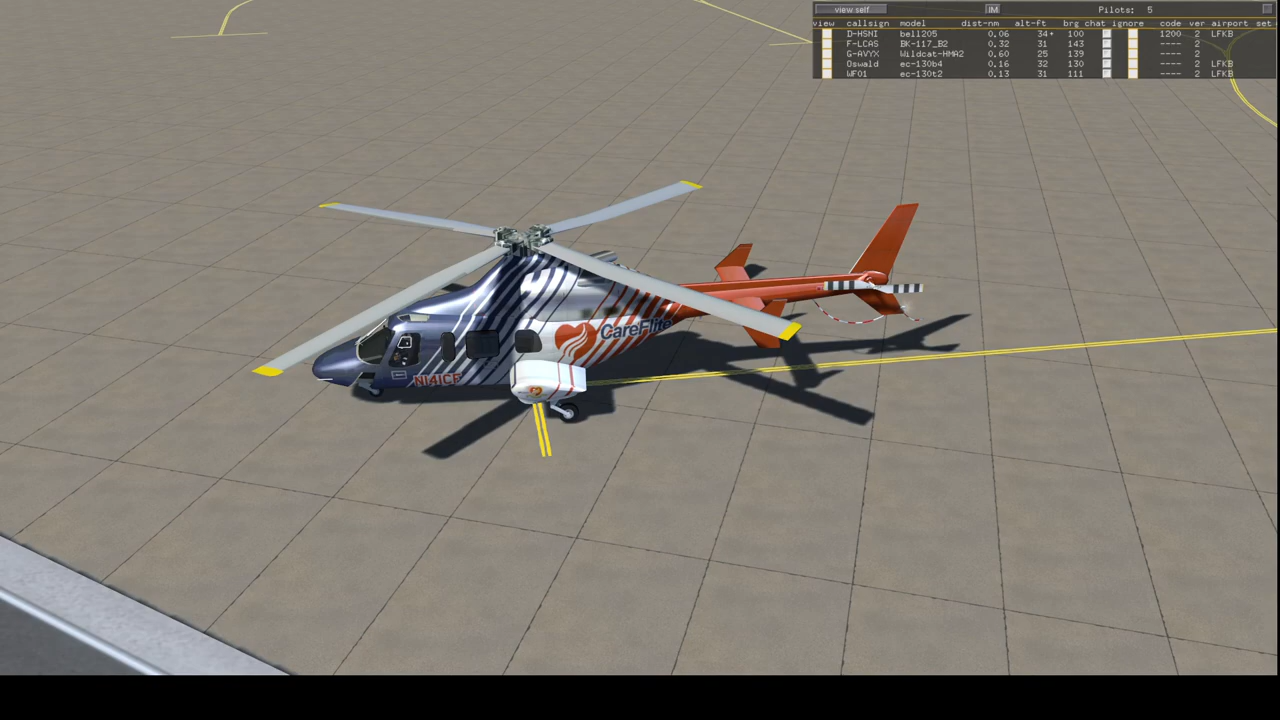 view self IM Pilots: 5
view callsign model dist-nm alt-ft brg chat ignore code ver airport set
D-HSNI bell205 0.06 34+ 100 1200 2 LFKB
F-LCAS BK-117_B2 0.32 31 143 ---- 2
G-AVYX Wildcat-HMA2 0.60 25 139 ---- 2
Oswald ec-130b4 0.16 32 130 ---- 2 LFKB
WF01 ec-130t2 0.13 31 111 ---- 2 LFKB
CareFlite
N141CF